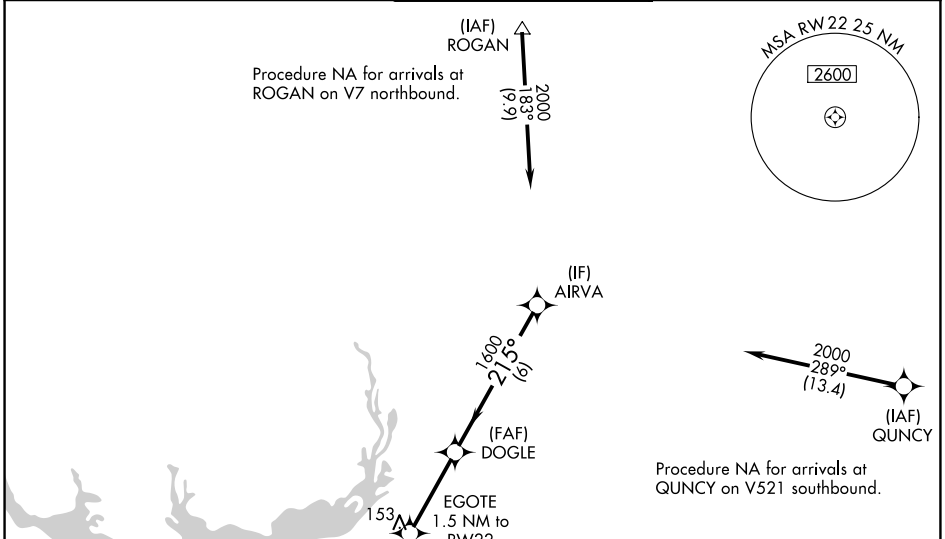 (IAF)
ROGAN
Procedure NA for arrivals at
ROGAN on V7 northbound.
2000
183°
(9.9)
MSA RW 22 25 NM
2600
(IF)
AIRVA
1600
215°
(6)
2000
289°
(13.4)
(IAF)
QUNCY
(FAF)
DOGLE
Procedure NA for arrivals at
QUNCY on V521 southbound.
153
EGOTE
1.5 NM to
RW22